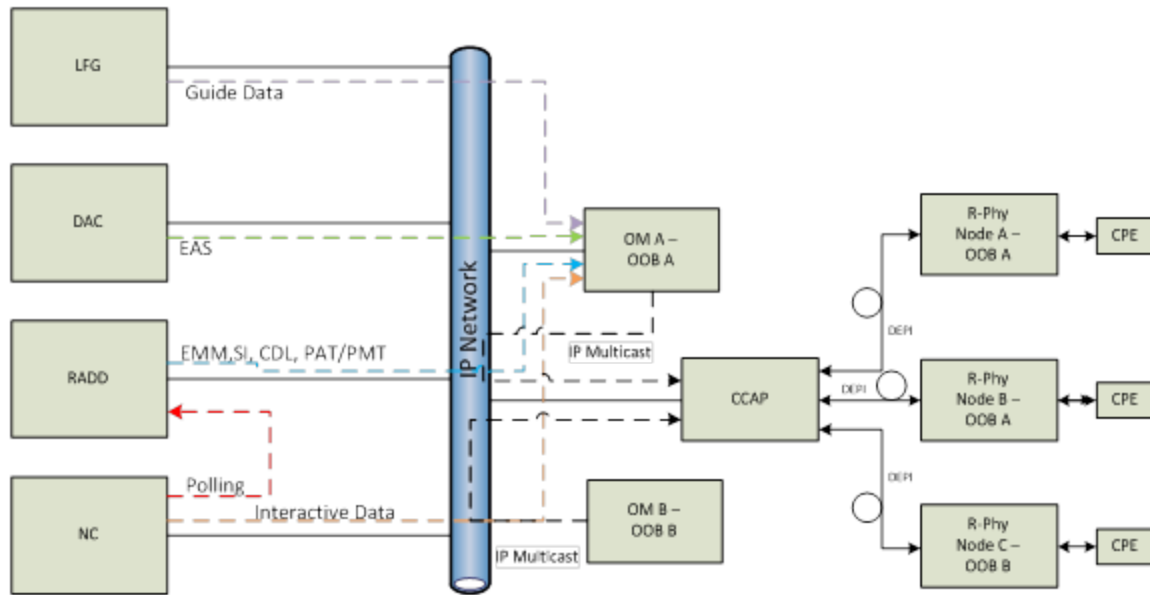 LFG
Guide Data
DAC
EAS
RADD
EMM,SI, CDL, PAT/PMT
Polling
NC
Interactive Data
IP Network
OM A –
OOB A
IP Multicast
CCAP
OM B –
OOB B
IP Multicast
DEPI
DEPI
DEPI
R-Phy
Node A –
OOB A
CPE
R-Phy
Node B –
OOB A
CPE
R-Phy
Node C –
OOB B
CPE